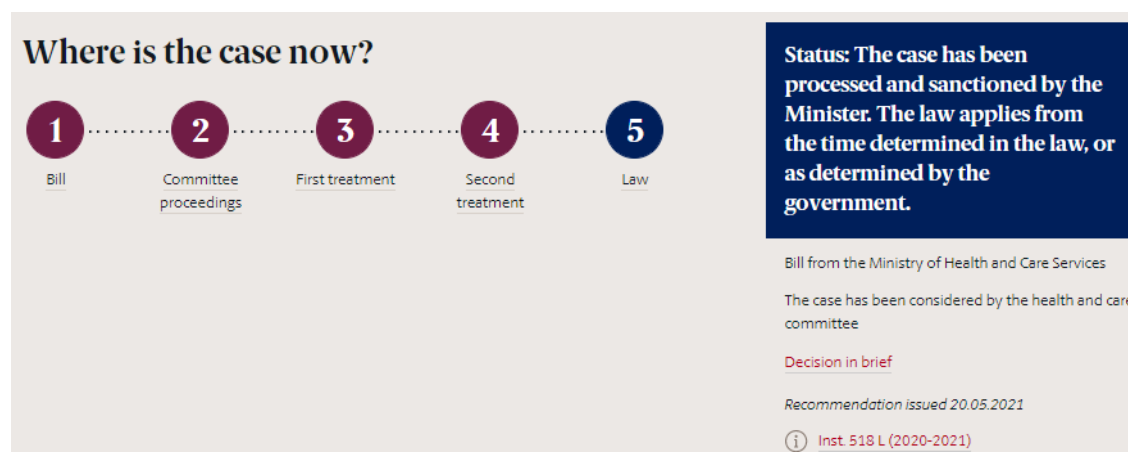 Where is the case now?
1
2
3
4
5
Bill
Committee
proceedings
First treatment
Second
treatment
Law
Status: The case has been
processed and sanctioned by the
Minister. The law applies from
the time determined in the law, or
as determined by the
government.
Bill from the Ministry of Health and Care Services
The case has been considered by the health and care
committee
Decision in brief
Recommendation issued 20.05.2021
i
Inst. 518 L (2020-2021)